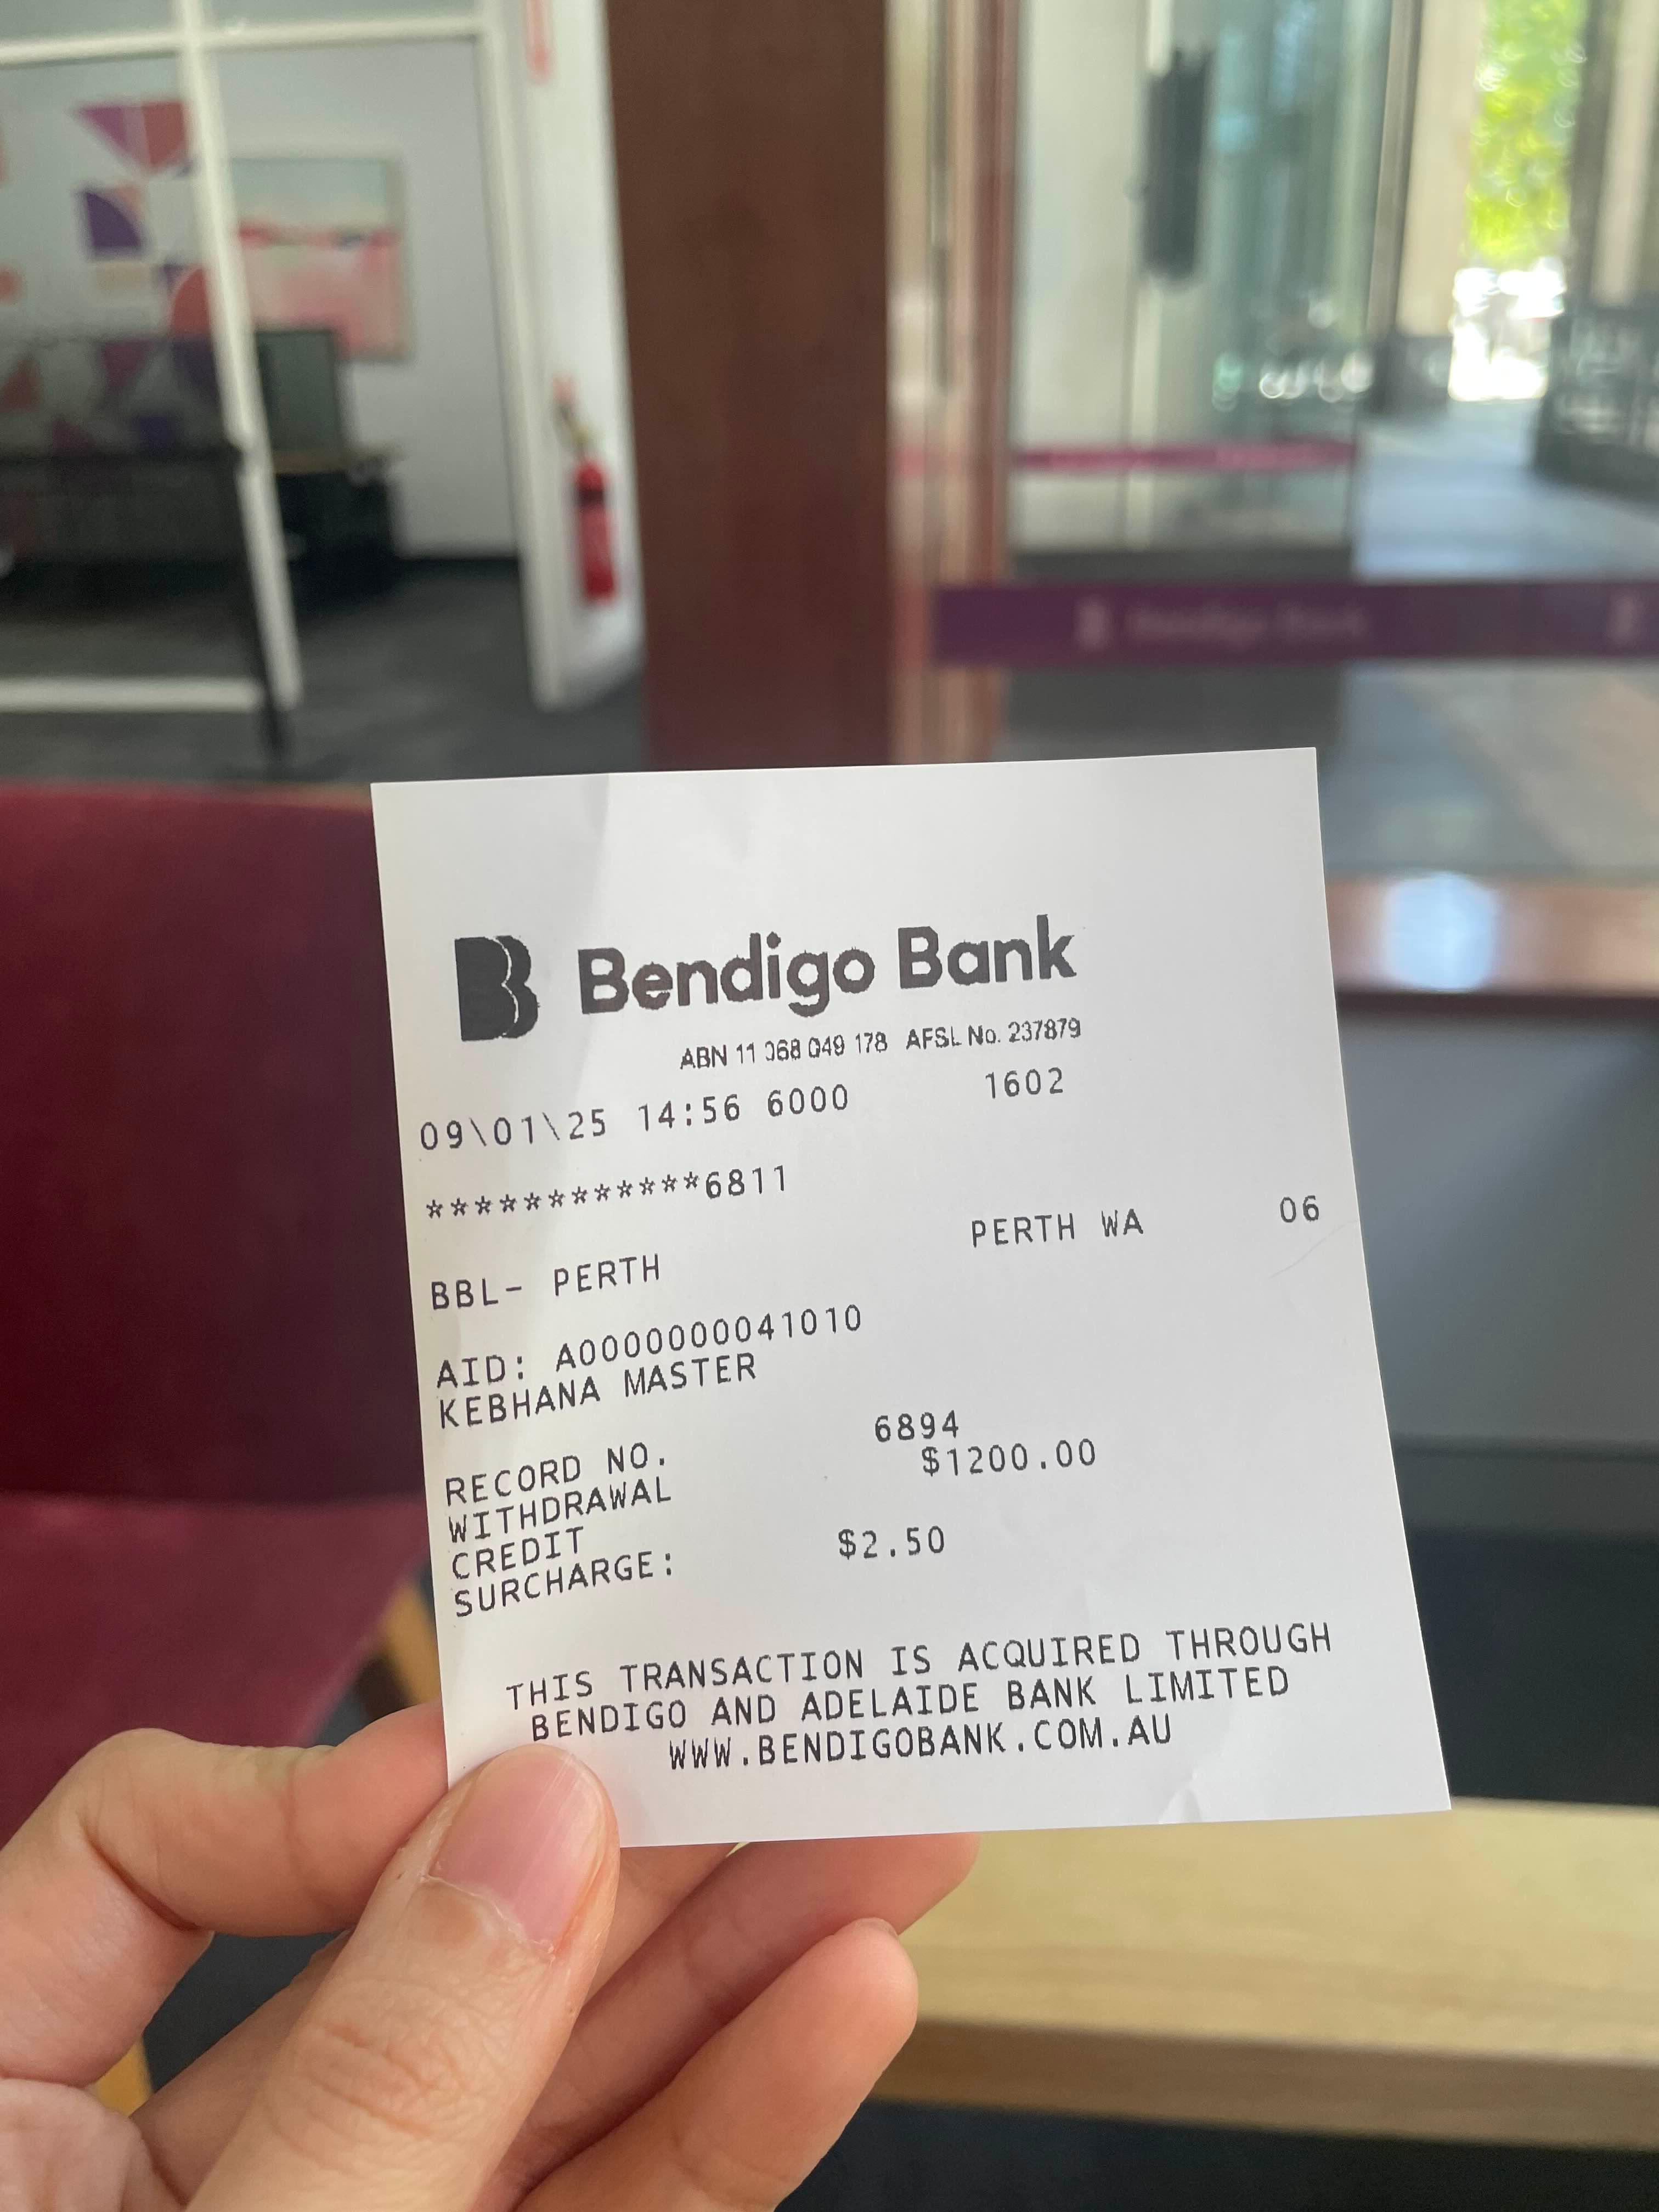 Bendigo Bank
Bendigo Bank
ABN 11 068 049 178 AFSL No. 237879
09\01\25 14:56 6000 1602
************6811
BBL- PERTH PERTH WA 06
AID: A0000000041010
KEBHANA MASTER
RECORD NO. 6894
WITHDRAWAL $1200.00
CREDIT
SURCHARGE: $2.50
THIS TRANSACTION IS ACQUIRED THROUGH
BENDIGO AND ADELAIDE BANK LIMITED
WWW.BENDIGOBANK.COM.AU